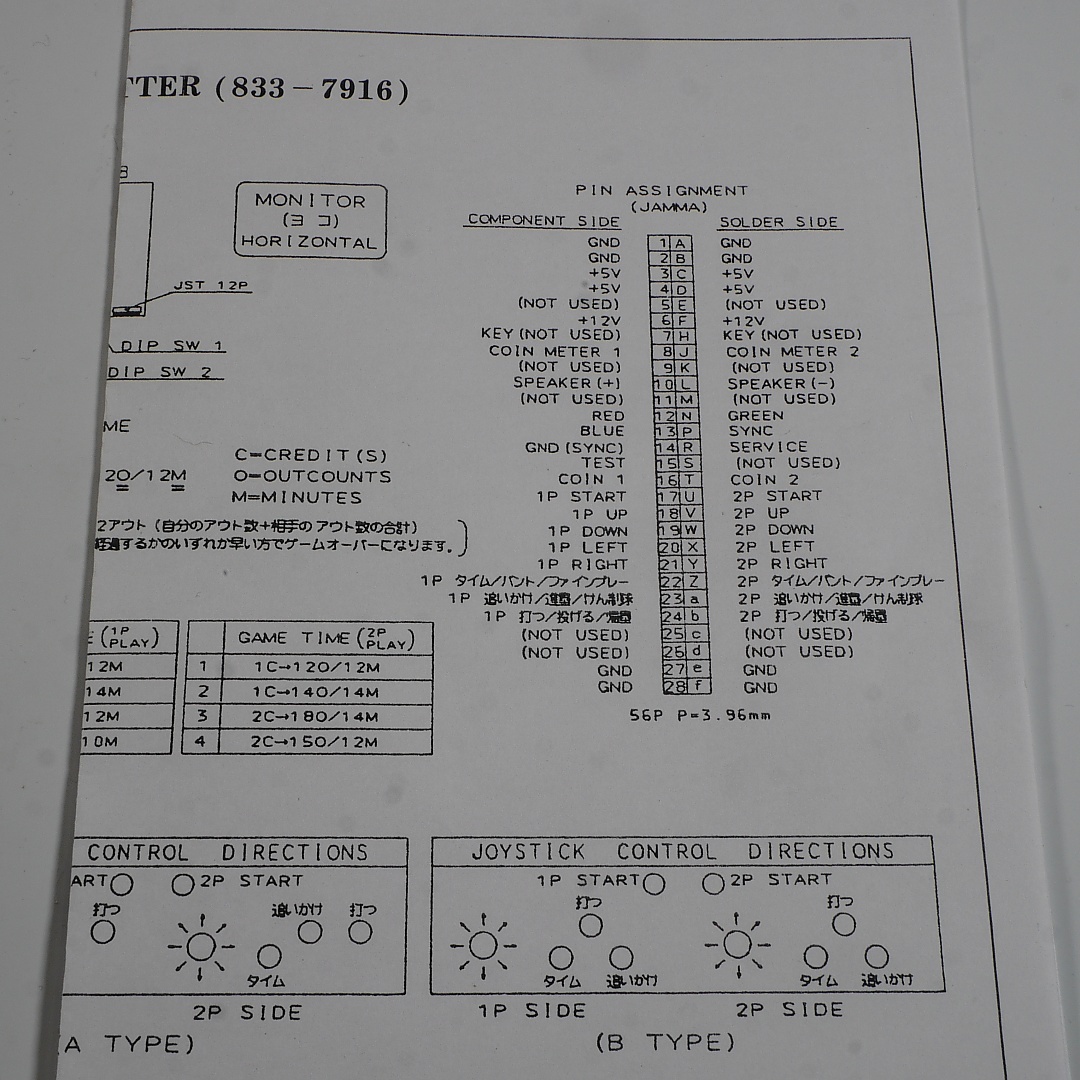 TTER (833-7916)
MONITOR
(ヨコ)
HORIZONTAL
JST 12P
DIP SW 1
DIP SW 2
ME
C=CREDIT(S)
20/12M O=OUTCOUNTS
M=MINUTES
2アウト (自分のアウト数+相手のアウト数の合計)
経過するかのいずれか早い方でゲームオーバーになります。
PIN ASSIGNMENT
(JAMMA)
COMPONENT SIDE SOLDER SIDE
GND 1 A GND
GND 2 B GND
+5V 3 C +5V
+5V 4 D +5V
(NOT USED) 5 E (NOT USED)
+12V 6 F +12V
KEY (NOT USED) 7 H KEY (NOT USED)
COIN METER 1 8 J COIN METER 2
(NOT USED) 9 K (NOT USED)
SPEAKER (+) 10 L SPEAKER (-)
(NOT USED) 11 M (NOT USED)
RED 12 N GREEN
BLUE 13 P SYNC
GND (SYNC) 14 R SERVICE
TEST 15 S (NOT USED)
COIN 1 16 T COIN 2
1P START 17 U 2P START
1P UP 18 V 2P UP
1P DOWN 19 W 2P DOWN
1P LEFT 20 X 2P LEFT
1P RIGHT 21 Y 2P RIGHT
1P タイム/バント/ファインプレー 22 Z 2P タイム/バント/ファインプレー
1P 追いかけ/進塁/けん制球 23 a 2P 追いかけ/進塁/けん制球
1P 打つ/投げる/帰塁 24 b 2P 打つ/投げる/帰塁
(NOT USED) 25 c (NOT USED)
(NOT USED) 26 d (NOT USED)
GND 27 e GND
GND 28 f GND
56P P=3.96mm
E (1P PLAY) GAME TIME (2P PLAY)
12M 1 1C→120/12M
14M 2 1C→140/14M
12M 3 2C→180/14M
10M 4 2C→150/12M
CONTROL DIRECTIONS
ART 2P START
打つ 追いかけ 打つ
タイム
2P SIDE
A TYPE)
JOYSTICK CONTROL DIRECTIONS
1P START 2P START
打つ 打つ
タイム 追いかけ タイム 追いかけ
1P SIDE 2P SIDE
(B TYPE)